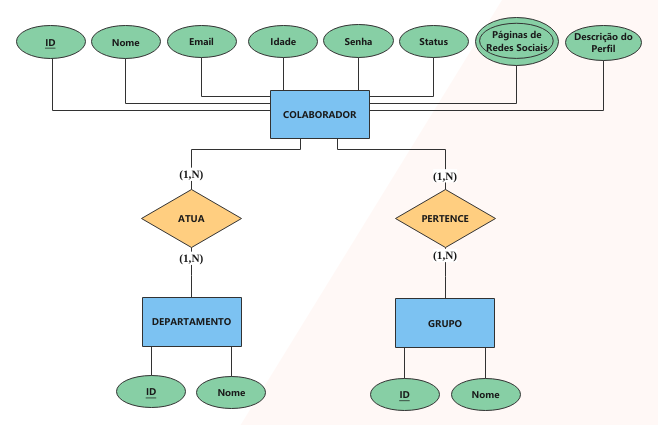 ID
Nome
Email
Idade
Senha
Status
Páginas de
Redes Sociais
Descrição do
Perfil
COLABORADOR
(1,N)
(1,N)
ATUA
PERTENCE
(1,N)
(1,N)
DEPARTAMENTO
GRUPO
ID
Nome
ID
Nome